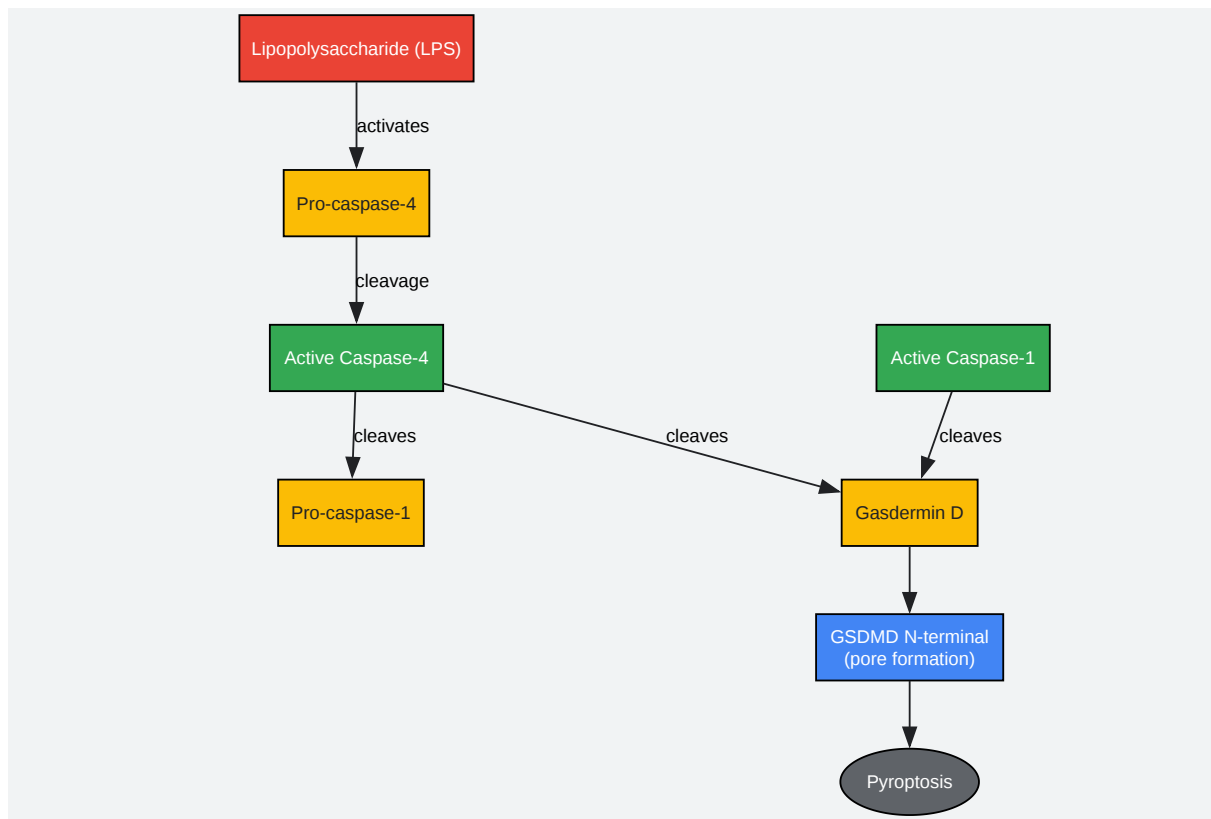 Lipopolysaccharide (LPS)
activates
Pro-caspase-4
cleavage
Active Caspase-4
Active Caspase-1
cleaves
cleaves
cleaves
Pro-caspase-1
Gasdermin D
GSDMD N-terminal
(pore formation)
Pyroptosis